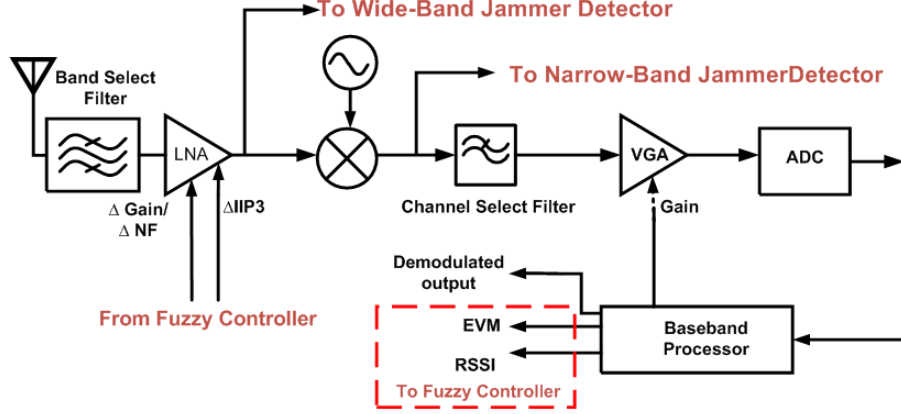 To Wide-Band Jammer Detector
Band Select
Filter
To Narrow-Band JammerDetector
LNA
VGA
ADC
Δ Gain/
Δ NF
ΔIIP3
Channel Select Filter
Gain
From Fuzzy Controller
Demodulated
output
EVM
RSSI
To Fuzzy Controller
Baseband
Processor